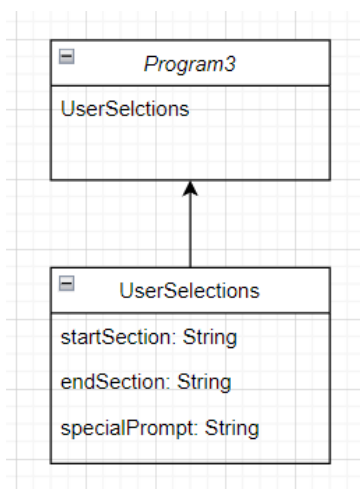 Program3
UserSelctions
UserSelections
startSection: String
endSection: String
specialPrompt: String